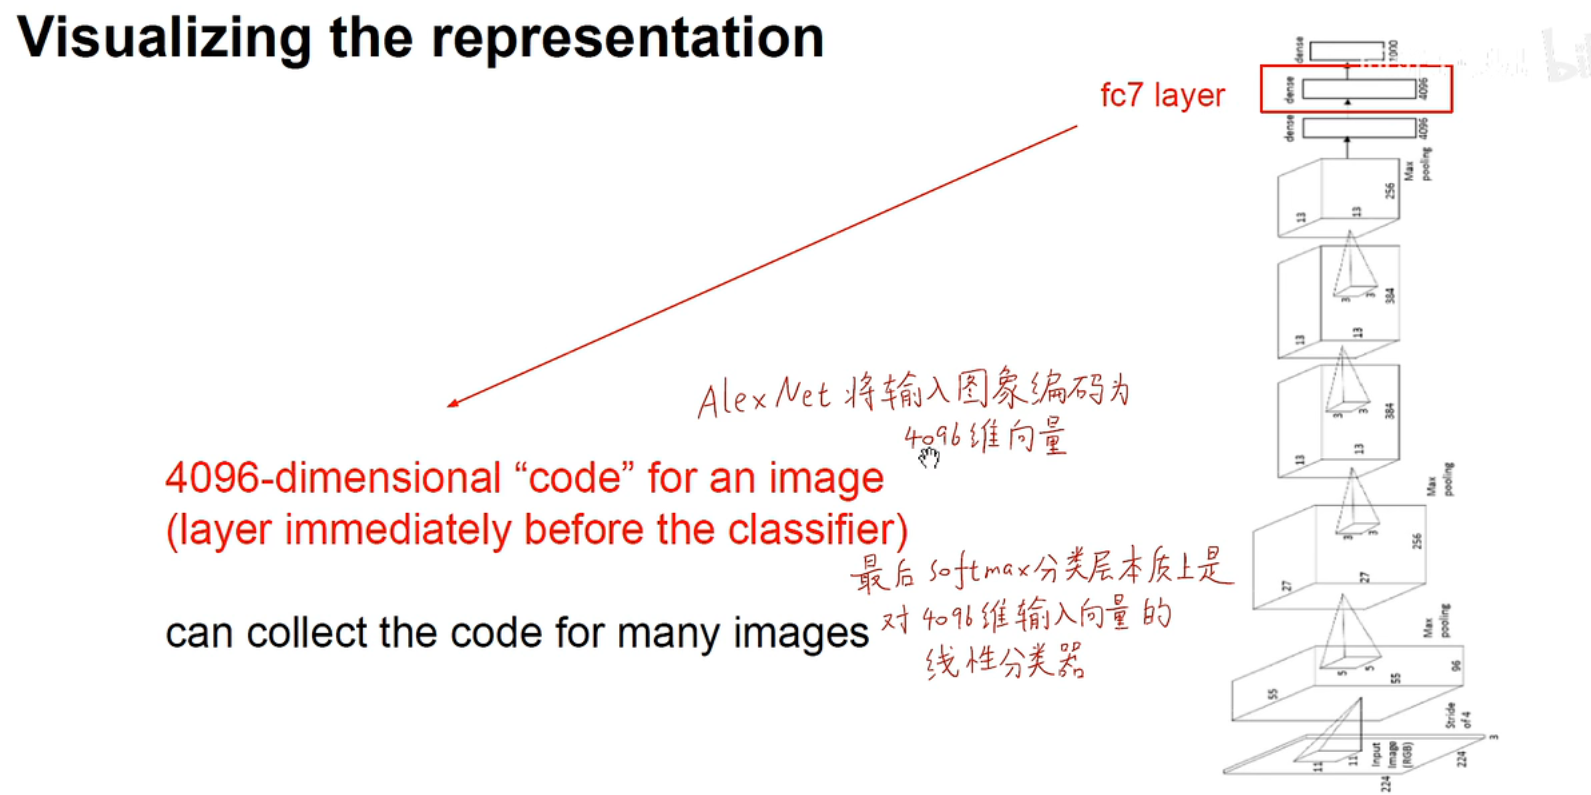 Visualizing the representation
fc7 layer
AlexNet 将输入图象编码为
4096维向量
4096-dimensional “code” for an image
(layer immediately before the classifier)
最后 softmax分类层本质上是
对4096维输入向量的
线性分类器
can collect the code for many images
dense
1000
dense
4096
dense
4096
Max
pooling
256
13
13
3
3
384
13
13
3
3
384
13
13
Max
pooling
3
3
256
27
27
Max
pooling
5
5
96
55
55
Stride
of 4
11
11
Input
Image
(RGB)
3
224
224